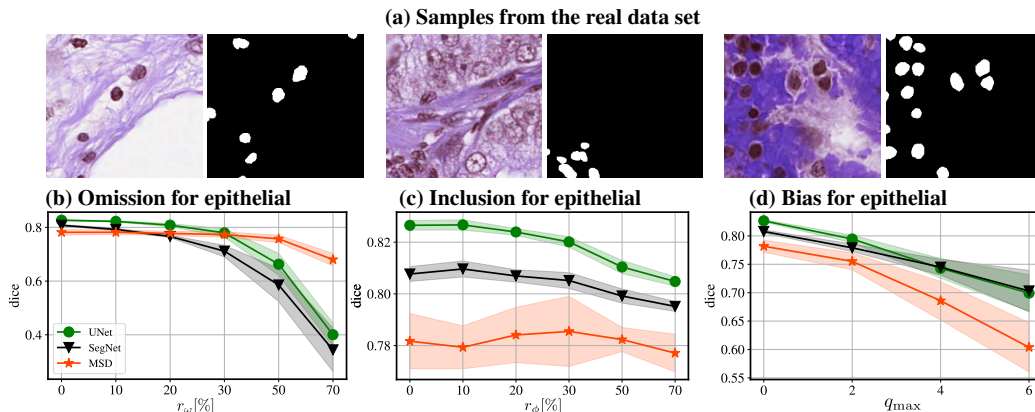 (a) Samples from the real data set
(b) Omission for epithelial
(c) Inclusion for epithelial
(d) Bias for epithelial
dice
0.8
0.6
0.4
UNet
SegNet
MSD
0 10 20 30 50 70
r_ω[%]
dice
0.82
0.80
0.78
0 10 20 30 50 70
r_ϕ[%]
dice
0.80
0.75
0.70
0.65
0.60
0.55
0 2 4 6
q_max